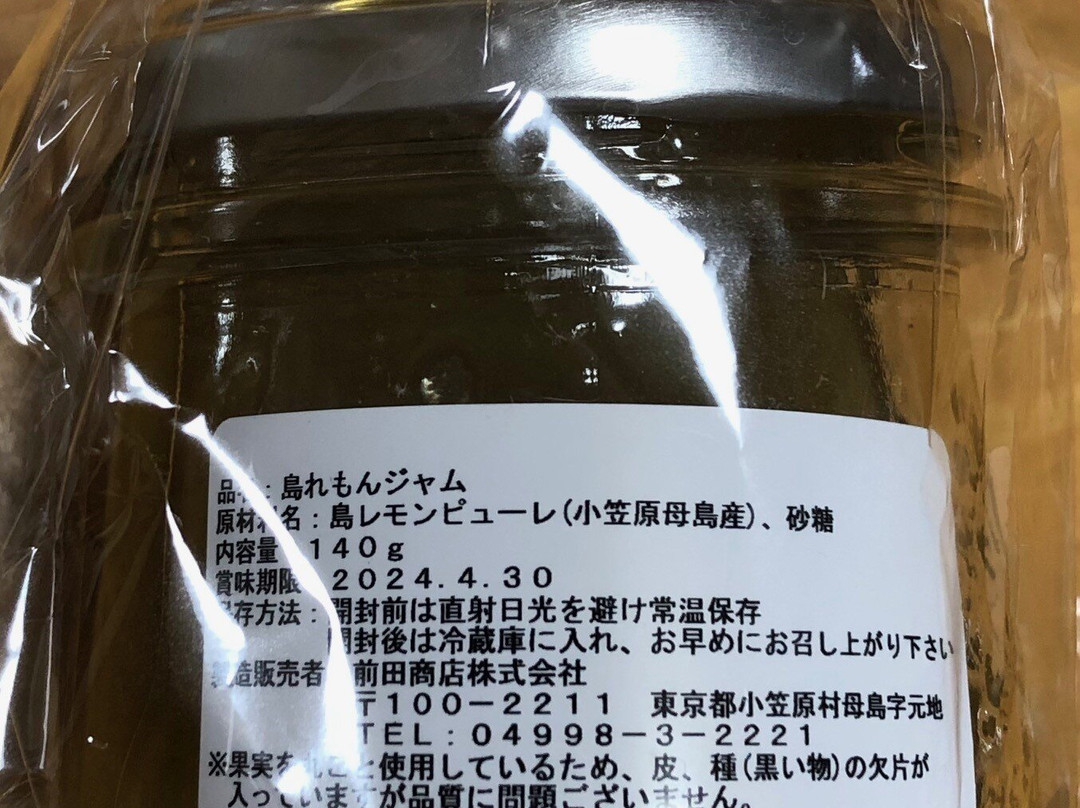 品名：島れもんジャム
原材料名：島レモンピューレ（小笠原母島産）、砂糖
内容量 １４０ｇ
賞味期限 ２０２４．４．３０
保存方法：開封前は直射日光を避け常温保存
開封後は冷蔵庫に入れ、お早めにお召し上がり下さい
製造販売者 前田商店株式会社
〒１００－２２１１ 東京都小笠原村母島字元地
ＴＥＬ：０４９９８－３－２２２１
※果実を丸ごと使用しているため、皮、種（黒い物）の欠片が
入っていますが品質に問題ございません。